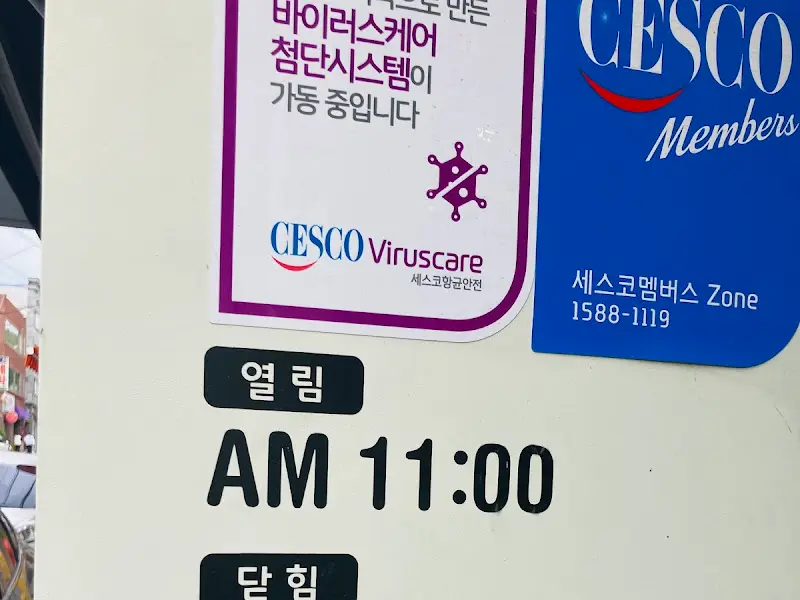 만든
바이러스케어
첨단시스템이
가동 중입니다
CESCO Viruscare
세스코항균안전
CESCO
Members
세스코멤버스 Zone
1588-1119
열림
AM 11:00
닫힘